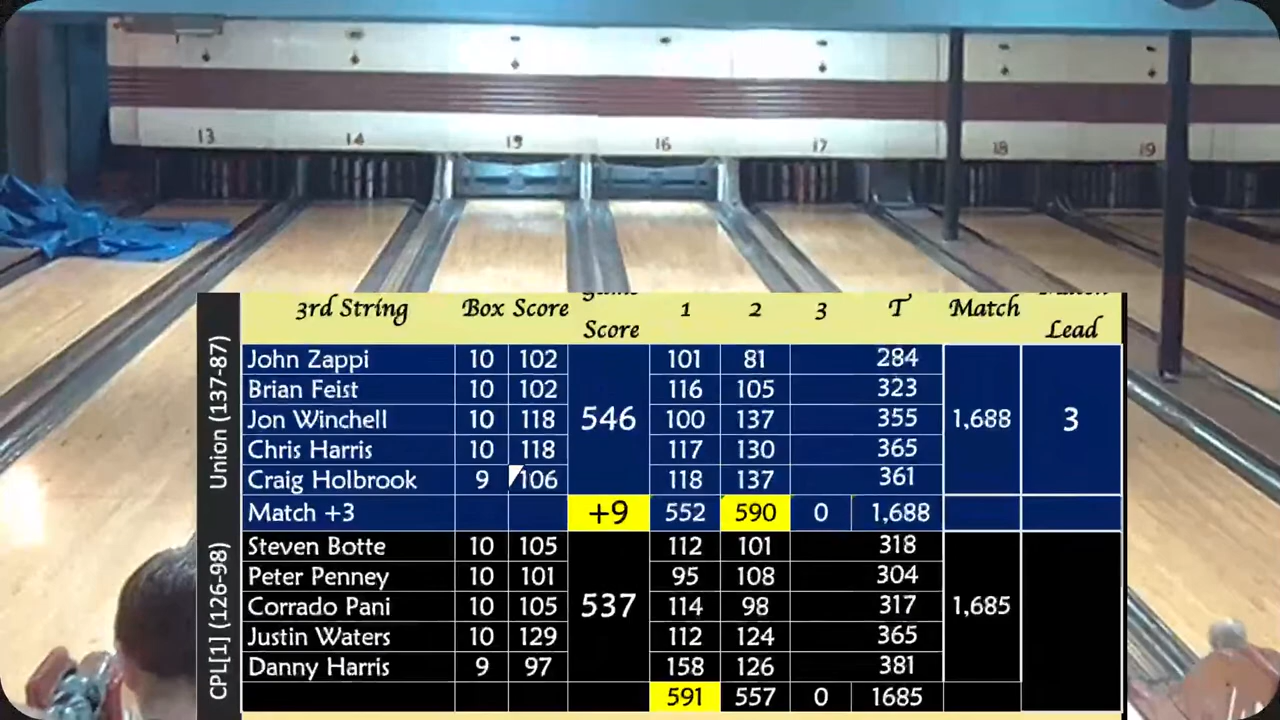 13 14 15 16 17 18 19
3rd String Box Score Score 1 2 3 T Match Lead
Union (137-87)
John Zappi 10 102 101 81 284
Brian Feist 10 102 116 105 323
Jon Winchell 10 118 546 100 137 355 1,688 3
Chris Harris 10 118 117 130 365
Craig Holbrook 9 106 118 137 361
Match +3 +9 552 590 0 1,688
CPL[1] (126-98)
Steven Botte 10 105 112 101 318
Peter Penney 10 101 95 108 304
Corrado Pani 10 105 537 114 98 317 1,685
Justin Waters 10 129 112 124 365
Danny Harris 9 97 158 126 381
591 557 0 1685